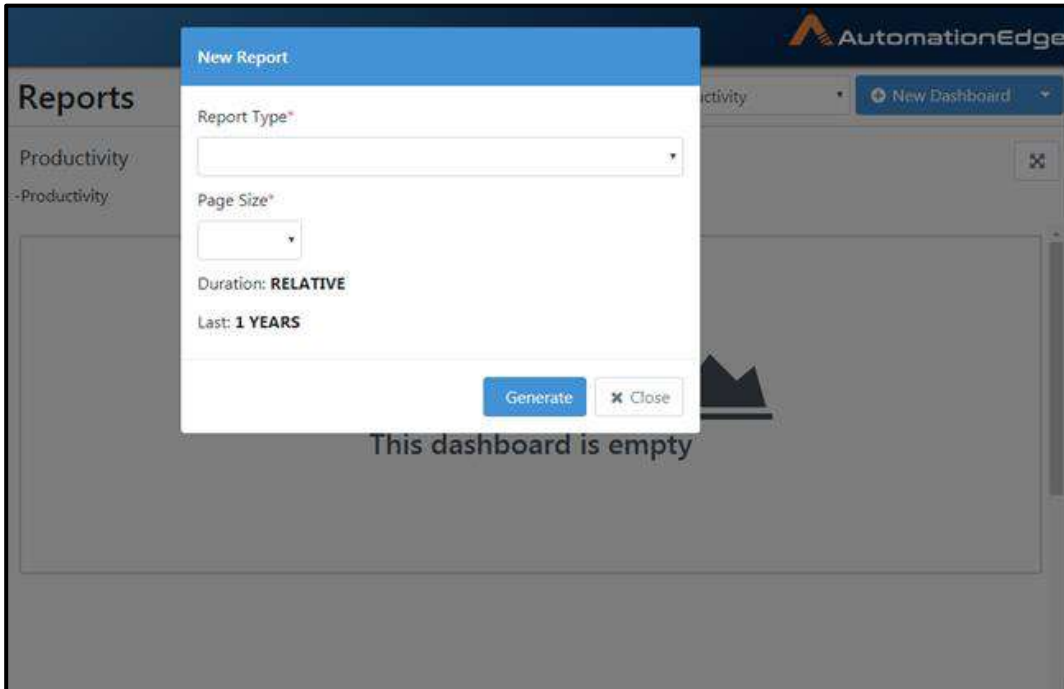 AutomationEdge
New Report
Reports
ctivity
New Dashboard
Report Type*
Productivity
-Productivity
Page Size*
Duration: RELATIVE
Last: 1 YEARS
Generate
Close
This dashboard is empty